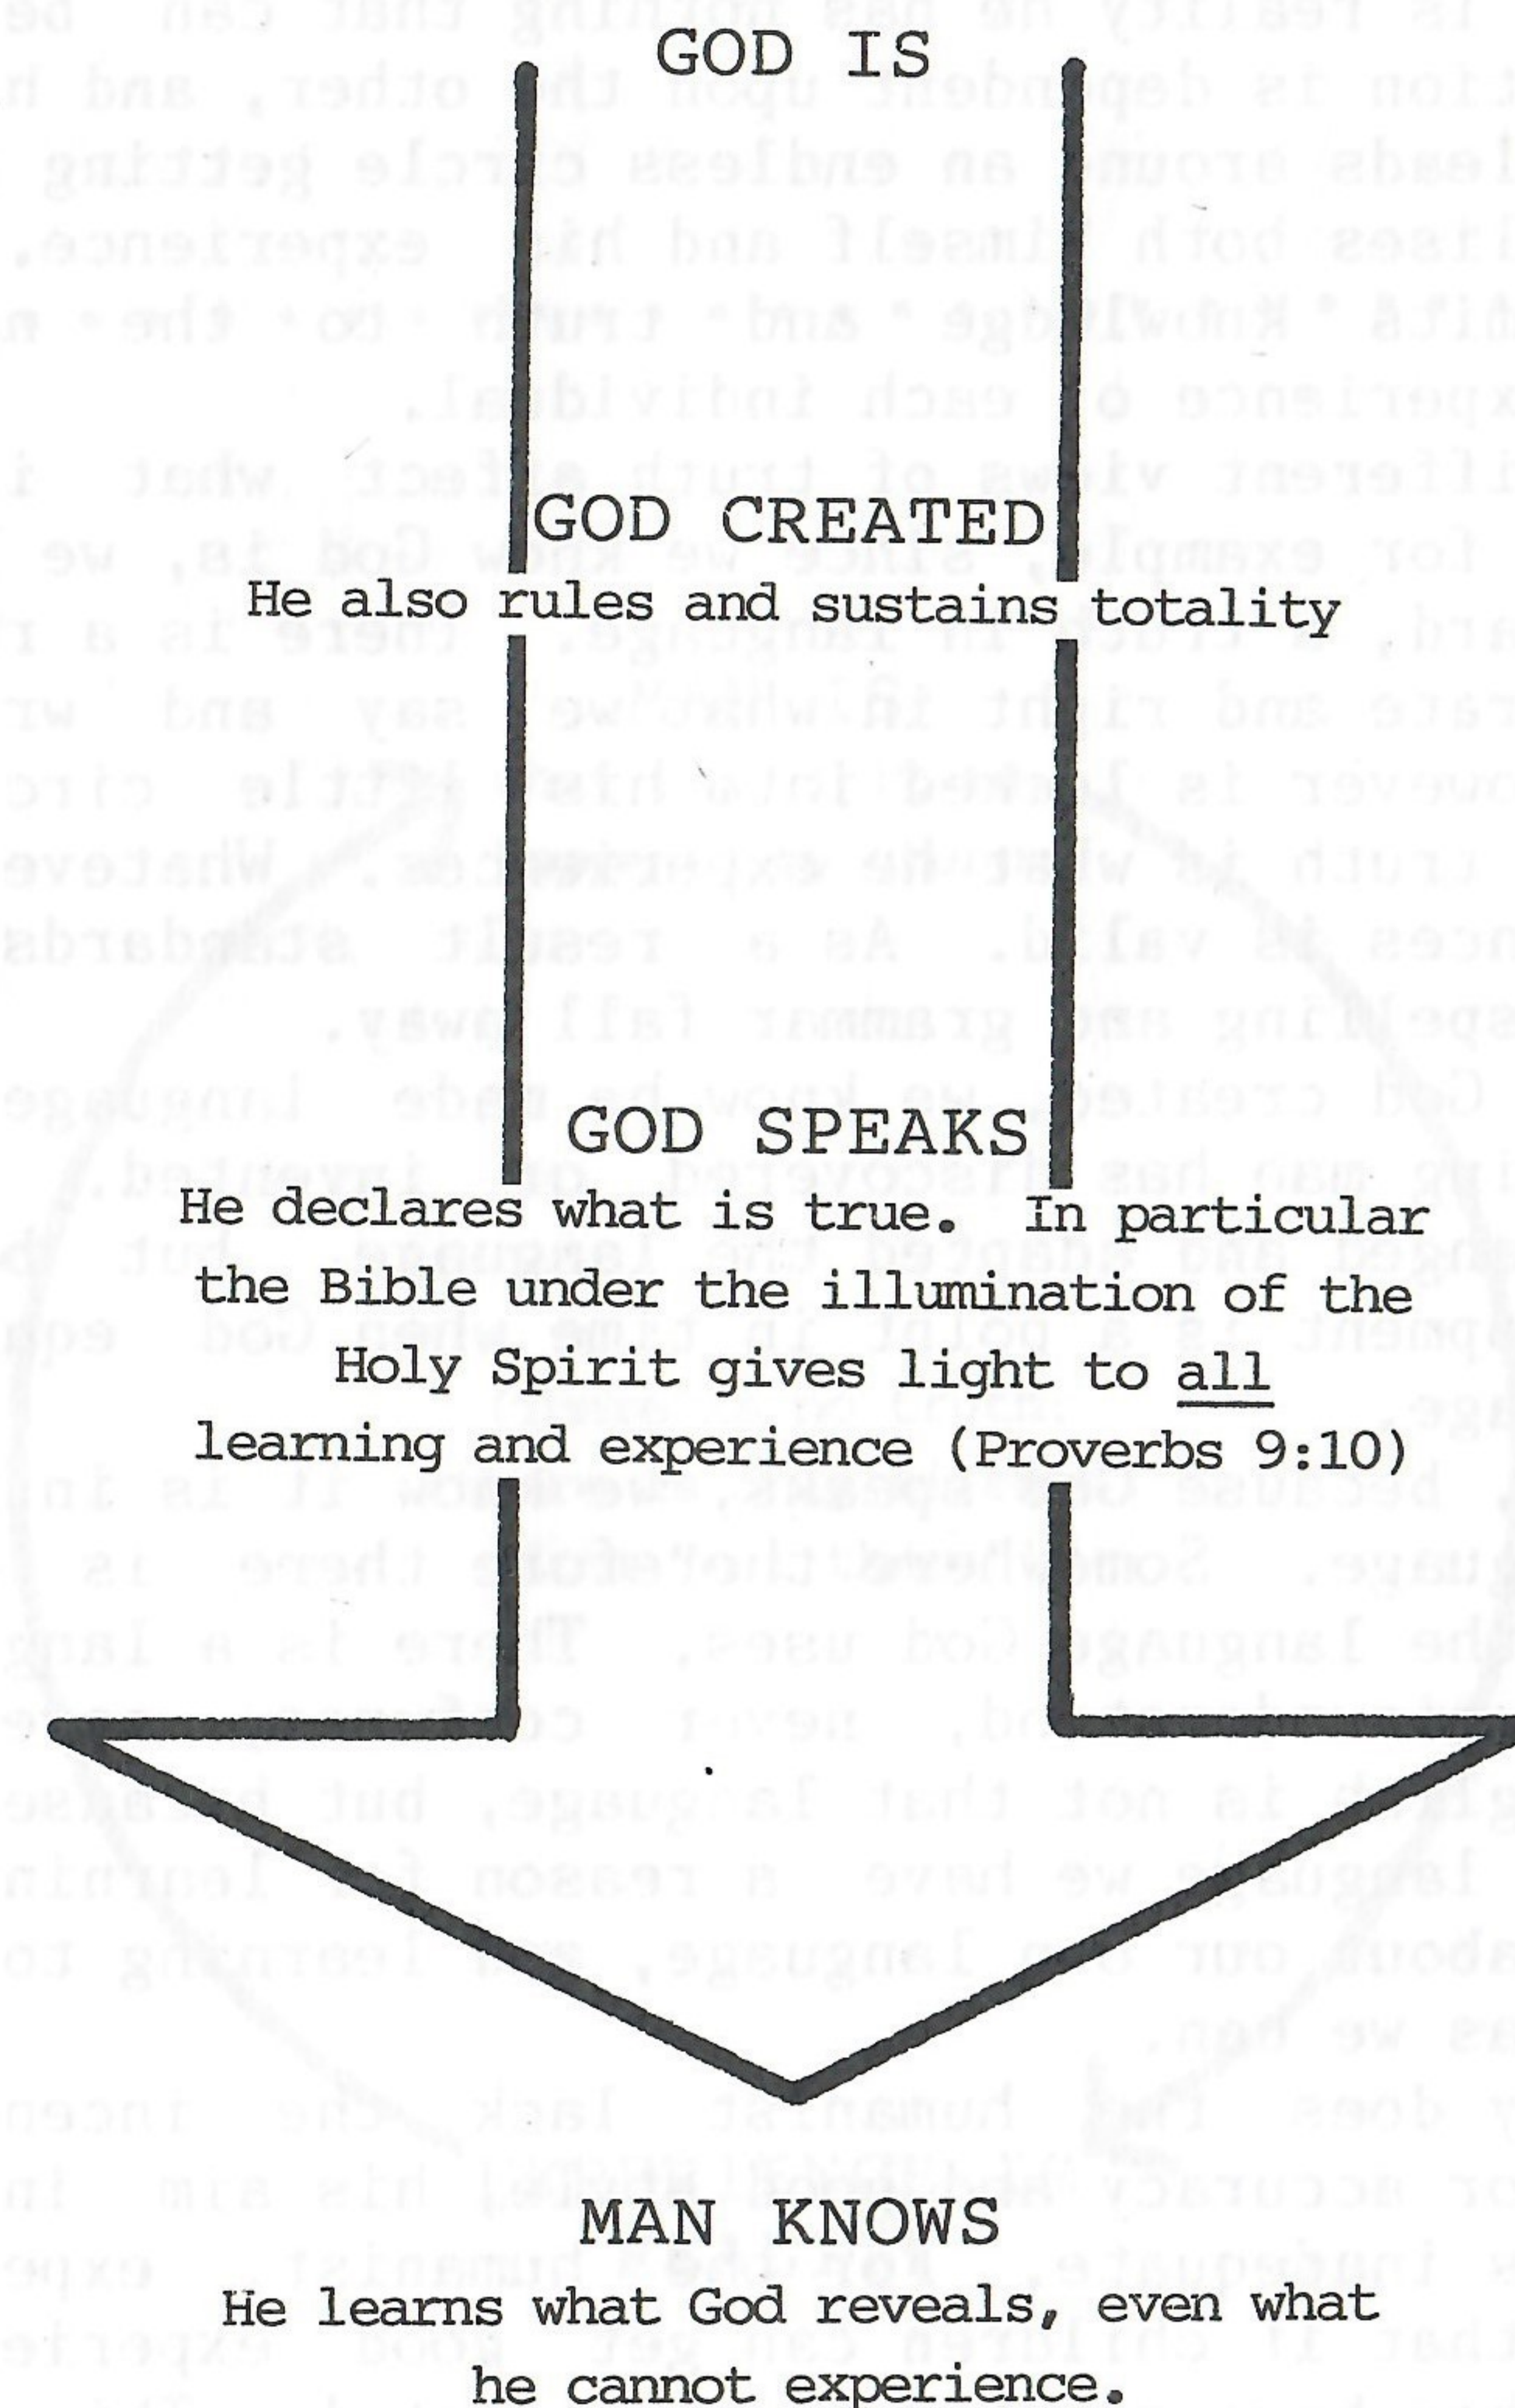 GOD IS
GOD CREATED
He also rules and sustains totality
GOD SPEAKS
He declares what is true. In particular
the Bible under the illumination of the
Holy Spirit gives light to all
learning and experience (Proverbs 9:10)
MAN KNOWS
He learns what God reveals, even what
he cannot experience.